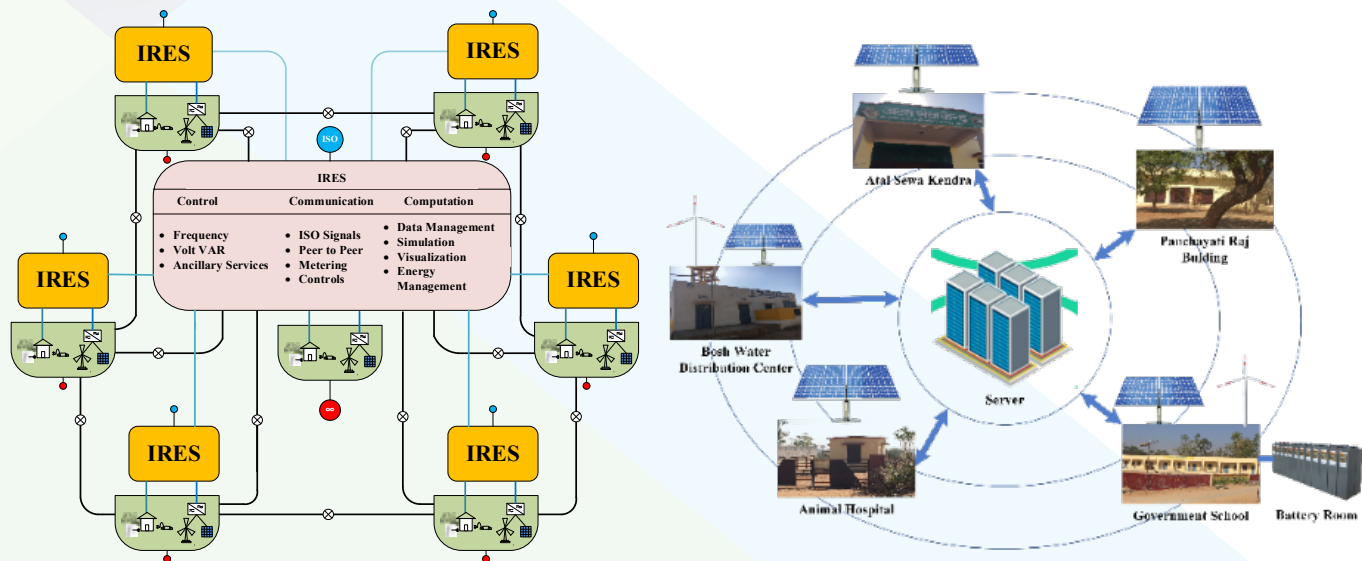 IRES
IRES
ISO
IRES
Control
Communication
Computation
Frequency
Volt VAR
Ancillary Services
ISO Signals
Peer to Peer
Metering
Controls
Data Management
Simulation
Visualization
Energy
Management
IRES
IRES
∞
IRES
IRES
Atal Sewa Kendra
Panchayati Raj
Bulding
Bosh Water
Distribution Center
Server
Animal Hospital
Government School
Battery Room